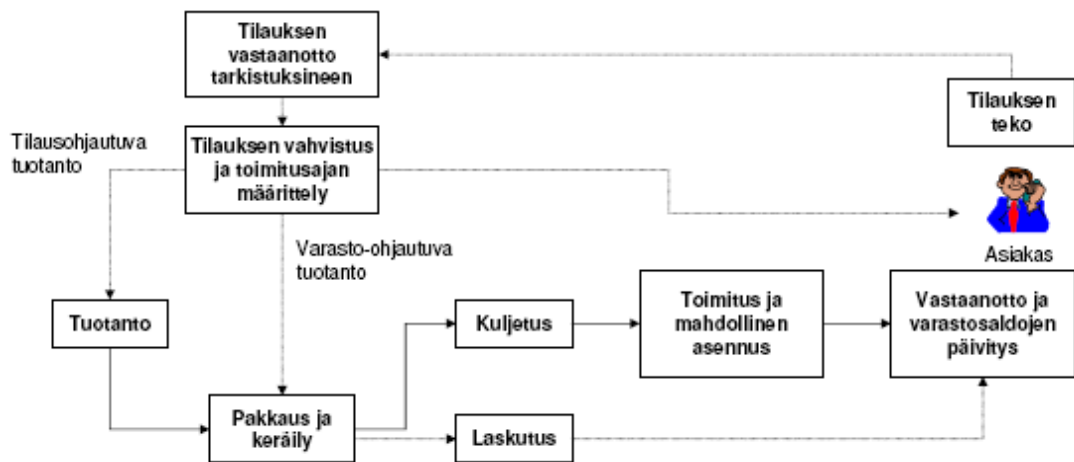 Tilauksen
vastaanotto
tarkistuksineen
Tilauksen
teko
Tilausohjautuva
tuotanto
Tilauksen vahvistus
ja toimitusajan
määrittely
Varasto-ohjautuva
tuotanto
Asiakas
Tuotanto
Kuljetus
Toimitus ja
mahdollinen
asennus
Vastaanotto ja
varastosaldojen
päivitys
Pakkaus ja
keräily
Laskutus